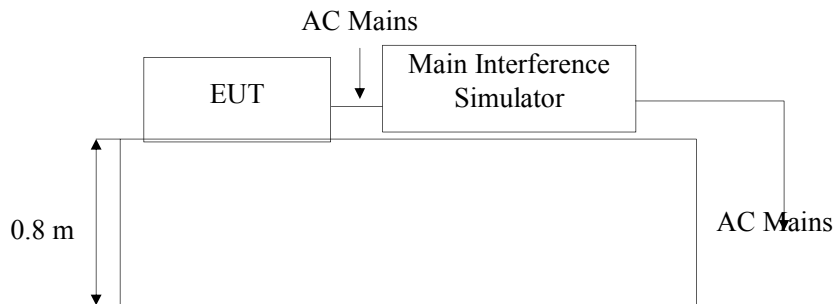 AC Mains
EUT
Main Interference
Simulator
0.8 m
AC Mains